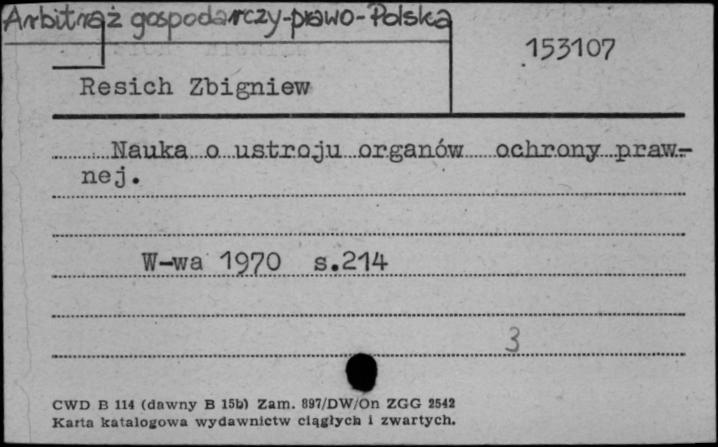 Arbitraż gospodarczy-prawo-Polska
153107
Resich Zbigniew
Nauka o ustroju organów ochrony praw-
nej.
W-wa 1970 s.214
3
CWD B 114 (dawny B 15b) Zam. 897/DW/On ZGG 2542
Karta katalogowa wydawnictw ciągłych i zwartych.